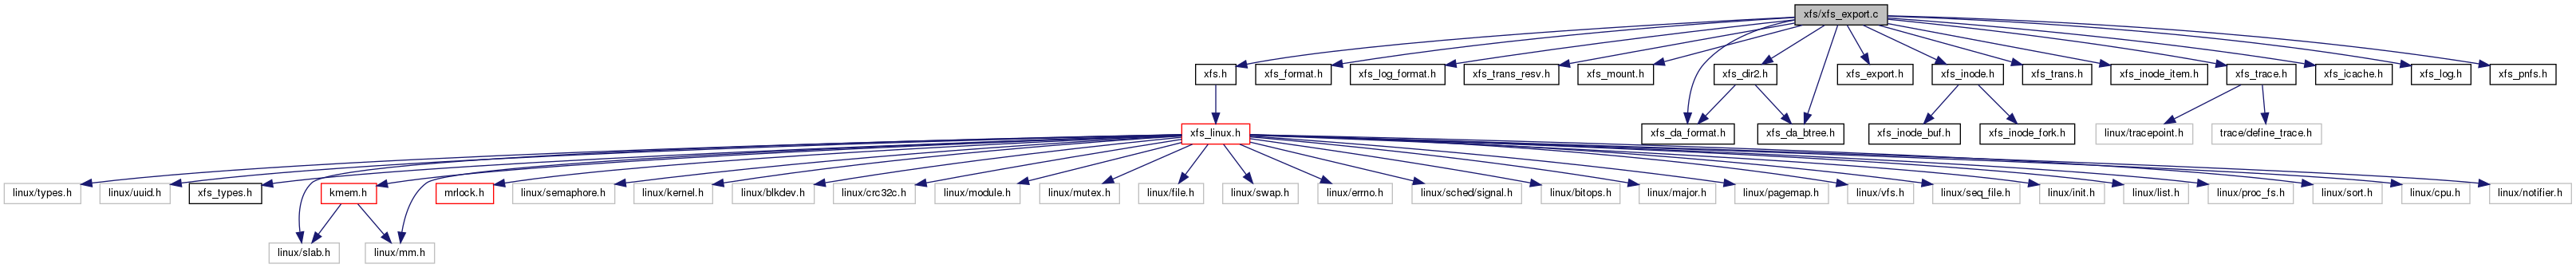 xfs/xfs_export.c
xfs.h
xfs_format.h
xfs_log_format.h
xfs_trans_resv.h
xfs_mount.h
xfs_dir2.h
xfs_export.h
xfs_inode.h
xfs_trans.h
xfs_inode_item.h
xfs_trace.h
xfs_icache.h
xfs_log.h
xfs_pnfs.h
xfs_linux.h
xfs_da_format.h
xfs_da_btree.h
xfs_inode_buf.h
xfs_inode_fork.h
linux/tracepoint.h
trace/define_trace.h
linux/types.h
linux/uuid.h
xfs_types.h
kmem.h
mrlock.h
linux/semaphore.h
linux/kernel.h
linux/blkdev.h
linux/crc32c.h
linux/module.h
linux/mutex.h
linux/file.h
linux/swap.h
linux/errno.h
linux/sched/signal.h
linux/bitops.h
linux/major.h
linux/pagemap.h
linux/vfs.h
linux/seq_file.h
linux/init.h
linux/list.h
linux/proc_fs.h
linux/sort.h
linux/cpu.h
linux/notifier.h
linux/slab.h
linux/mm.h